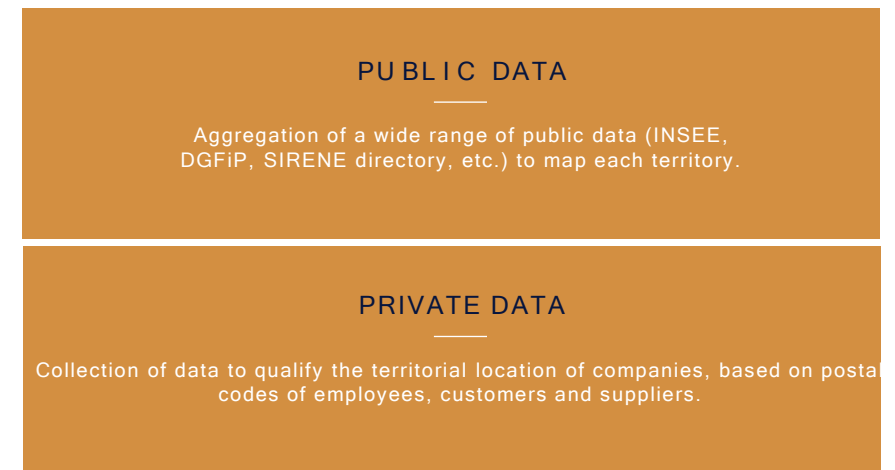 PUBLIC DATA
Aggregation of a wide range of public data (INSEE,
DGFiP, SIRENE directory, etc.) to map each territory.
PRIVATE DATA
Collection of data to qualify the territorial location of companies, based on postal
codes of employees, customers and suppliers.